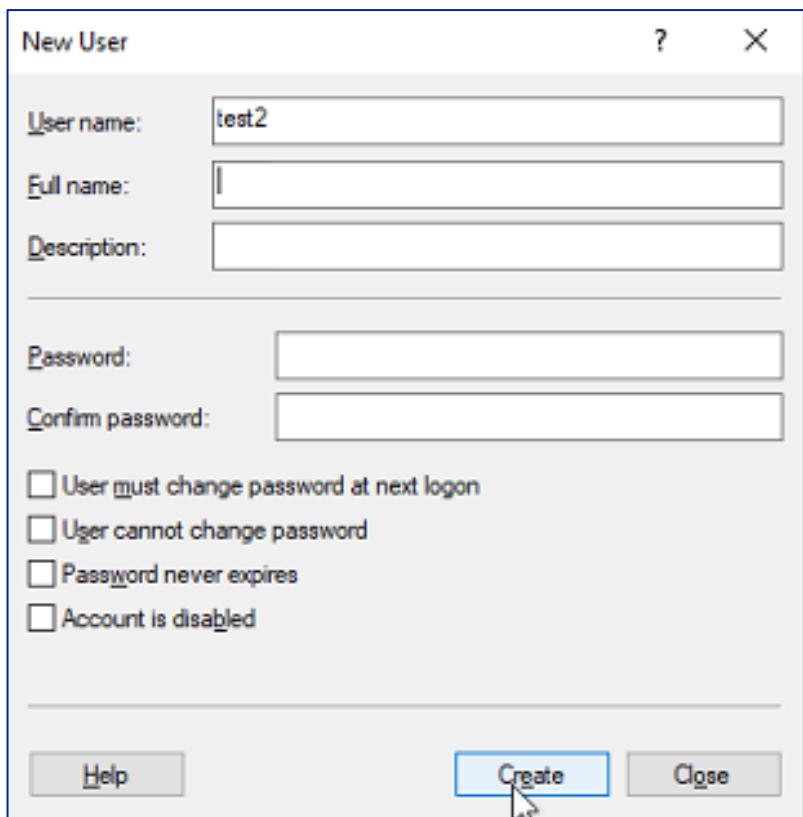 New User ?
User name: test2
Full name:
Description:
Password:
Confirm password:
User must change password at next logon
User cannot change password
Password never expires
Account is disabled
Help Create Close